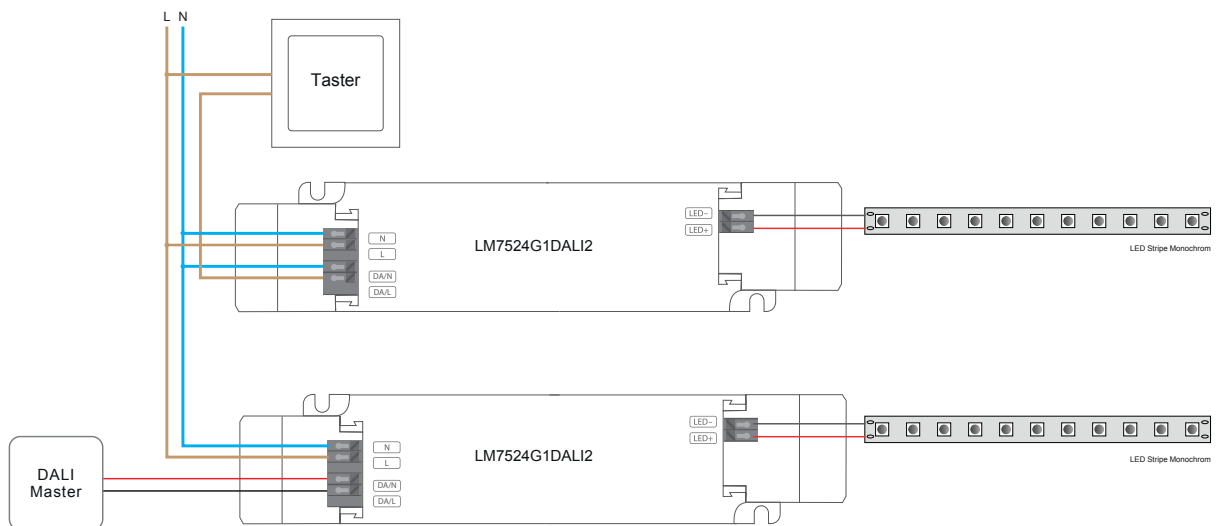 L N
Taster
LED-
LED+
N
L
DA/N
DA/L
LM7524G1DALI2
LED Stripe Monochrom
LED-
LED+
N
L
DA/N
DA/L
LM7524G1DALI2
LED Stripe Monochrom
DALI
Master